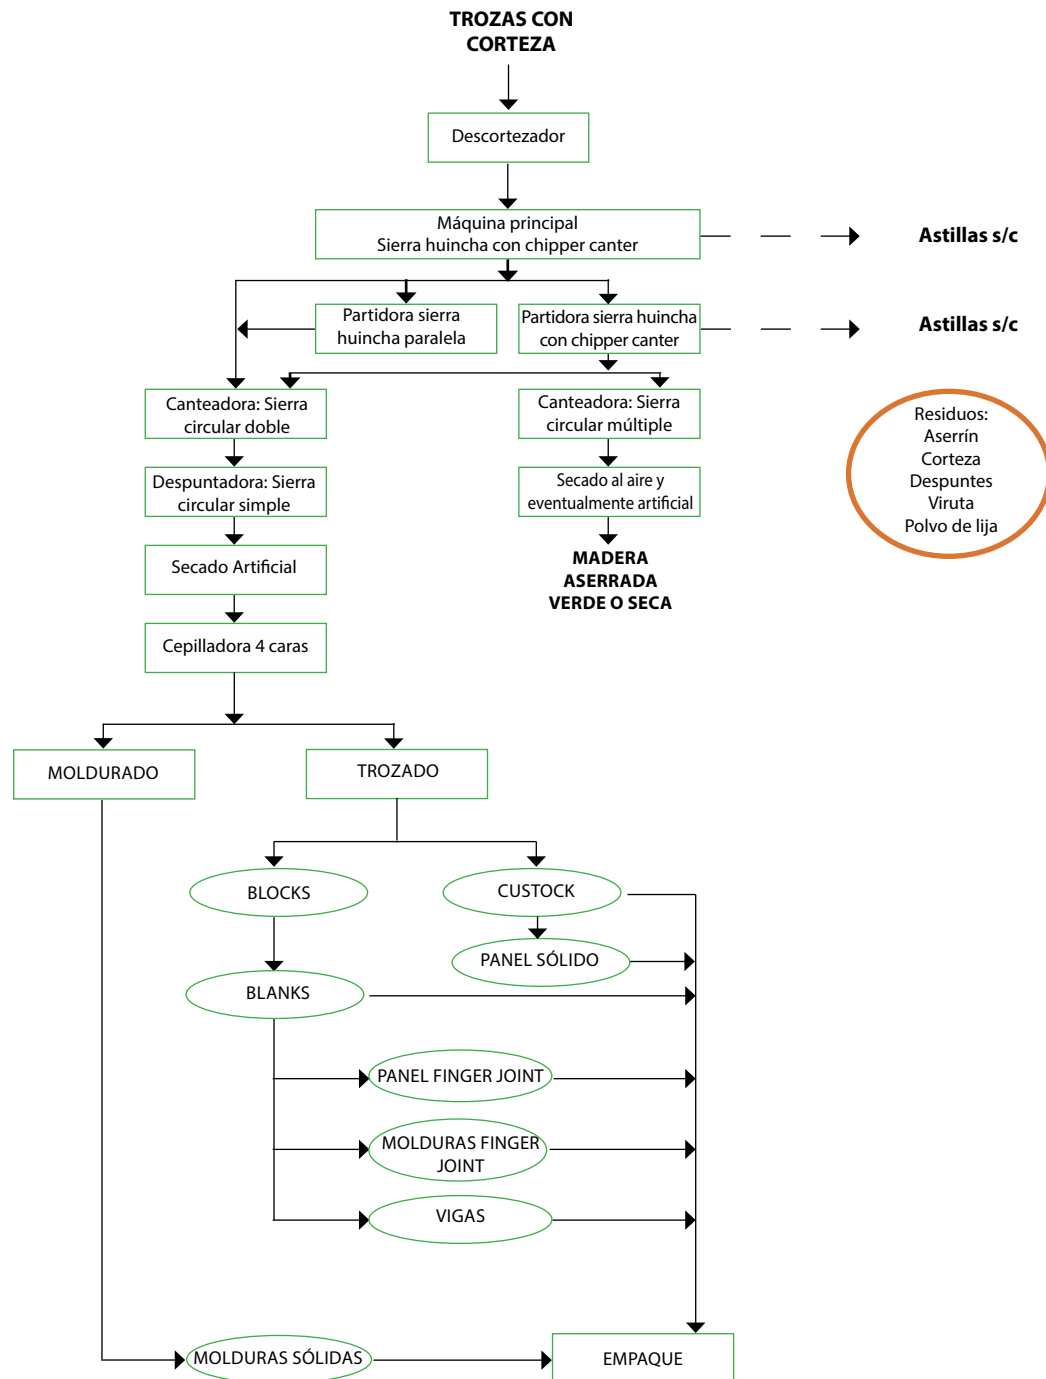 TROZAS CON
CORTEZA
Descortezador
Máquina principal
Sierra huincha con chipper canter
Astillas s/c
Partidora sierra
huincha paralela
Partidora sierra huincha
con chipper canter
Astillas s/c
Canteadora: Sierra
circular doble
Canteadora: Sierra
circular múltiple
Residuos:
Aserrín
Corteza
Despuntes
Viruta
Polvo de lija
Despuntadora: Sierra
circular simple
Secado al aire y
eventualmente artificial
Secado Artificial
MADERA
ASERRADA
VERDE O SECA
Cepilladora 4 caras
MOLDURADO
TROZADO
BLOCKS
CUSTOCK
PANEL SÓLIDO
BLANKS
PANEL FINGER JOINT
MOLDURAS FINGER
JOINT
VIGAS
MOLDURAS SÓLIDAS
EMPAQUE